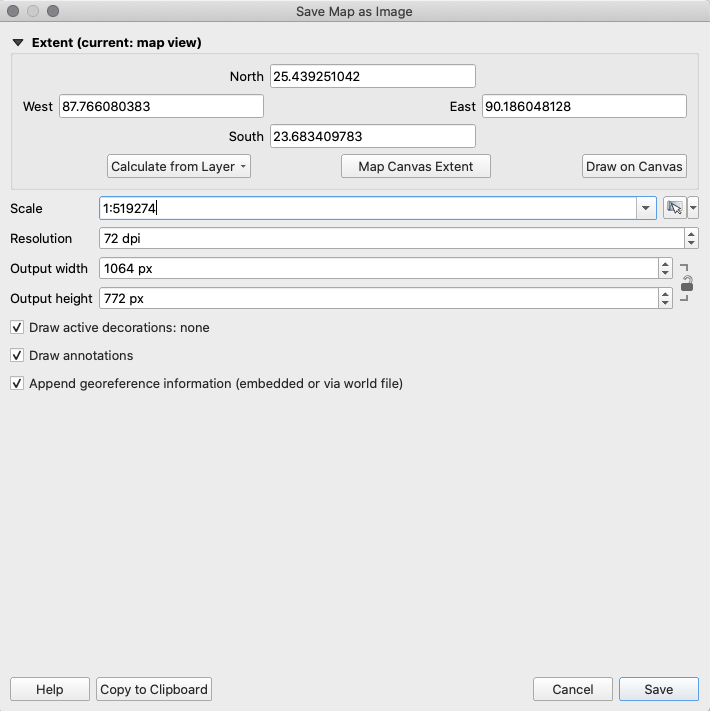 Save Map as Image
Extent (current: map view)
North 25.439251042
West 87.766080383 East 90.186048128
South 23.683409783
Calculate from Layer Map Canvas Extent Draw on Canvas
Scale 1:519274
Resolution 72 dpi
Output width 1064 px
Output height 772 px
Draw active decorations: none
Draw annotations
Append georeference information (embedded or via world file)
Help Copy to Clipboard Cancel Save